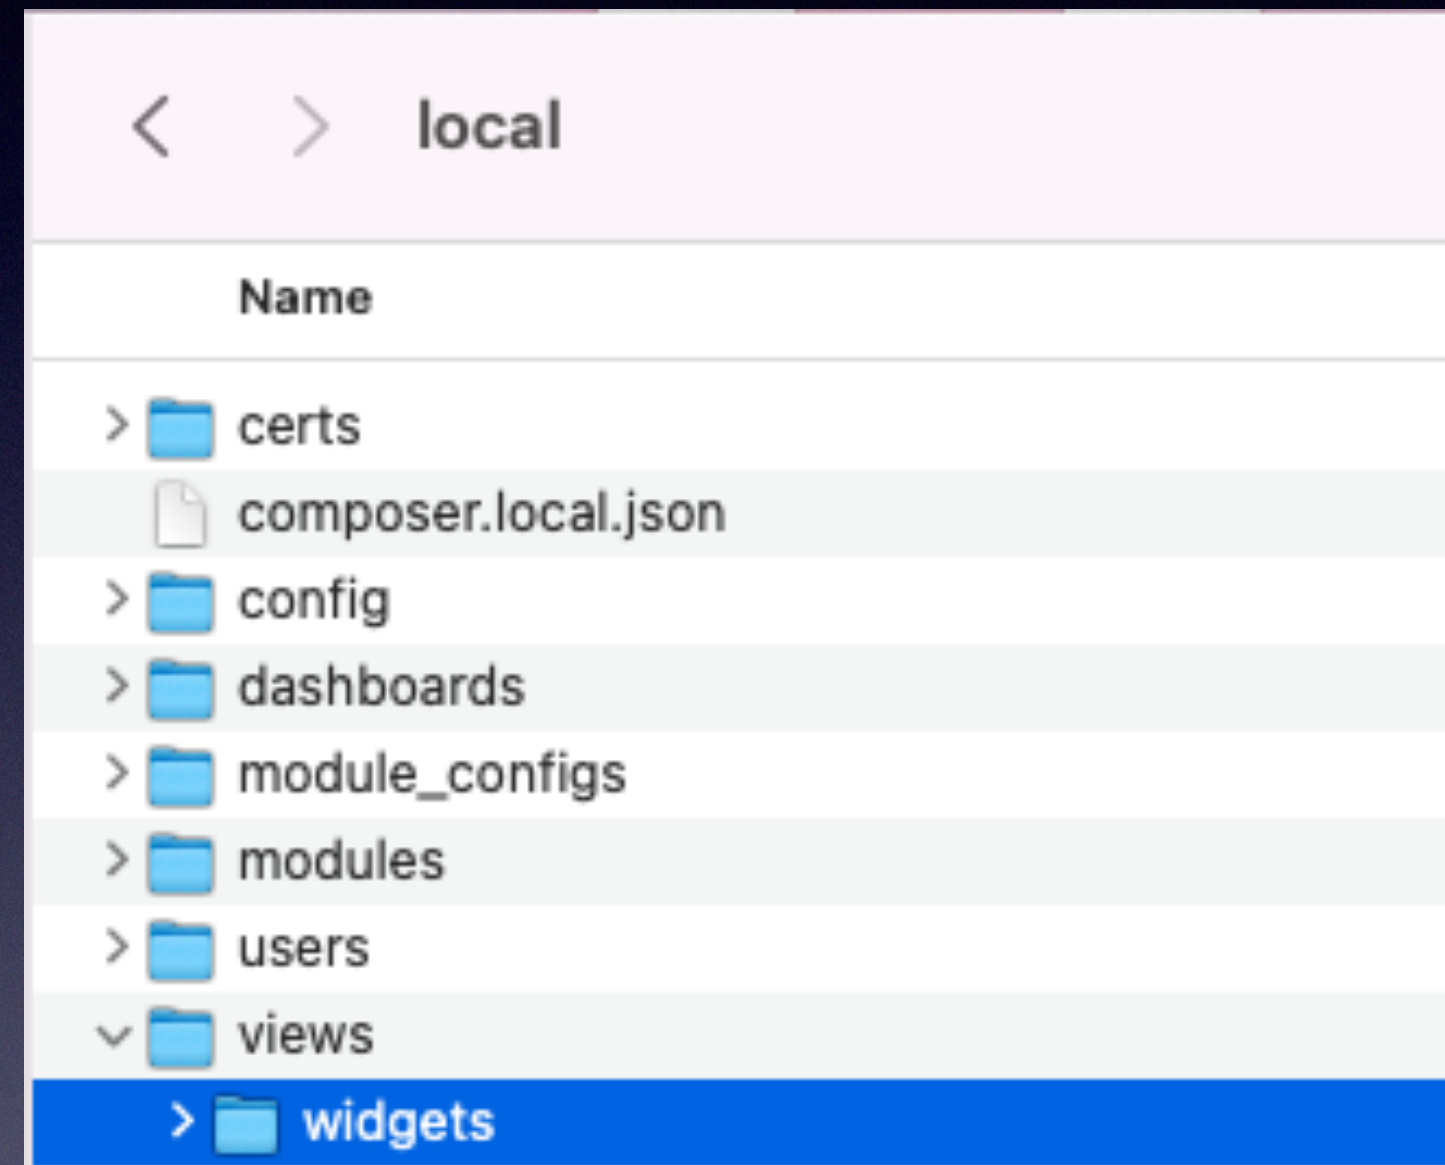 local
Name
certs
composer.local.json
config
dashboards
module_configs
modules
users
views
widgets